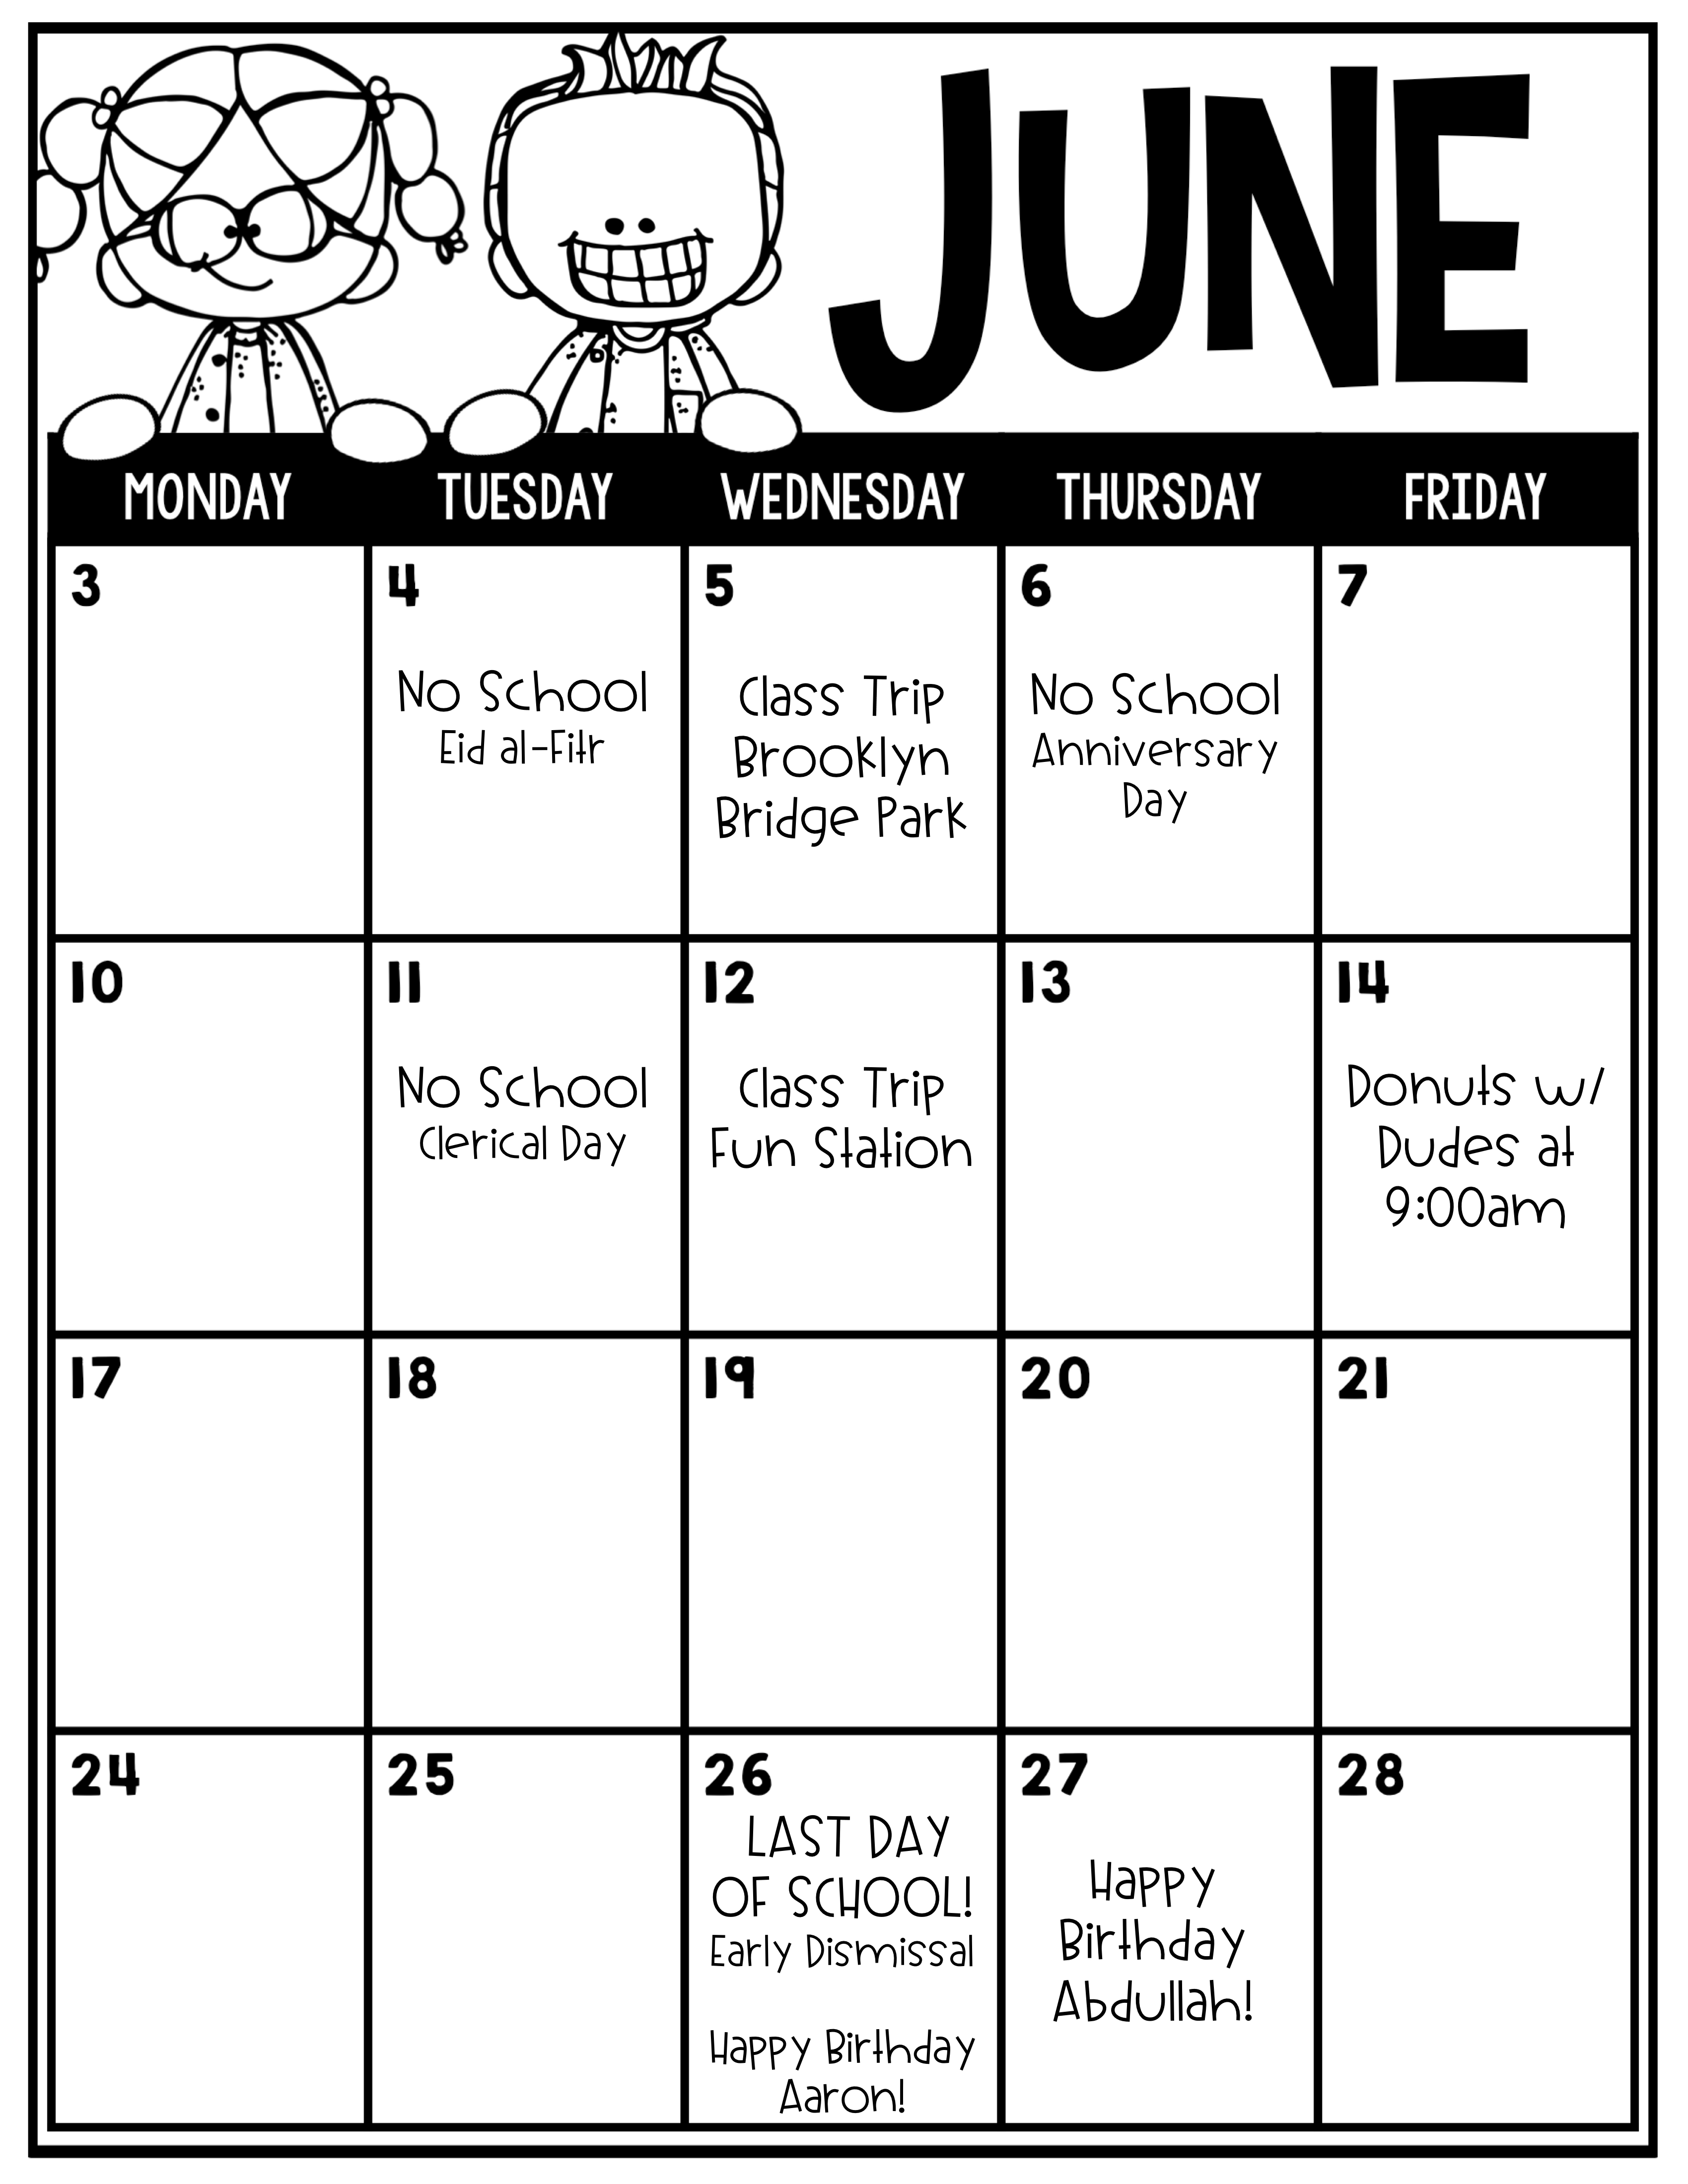 JUNE
MONDAY TUESDAY WEDNESDAY THURSDAY FRIDAY
3
4
No School
Eid al-Fitr
5
Class Trip
Brooklyn
Bridge Park
6
No School
Anniversary
Day
7
10
11
No School
Clerical Day
12
Class Trip
Fun Station
13
14
Donuts w/
Dudes at
9:00am
17
18
19
20
21
24
25
26
LAST DAY
OF SCHOOL!
Early Dismissal
Happy Birthday
Aaron!
27
Happy
Birthday
Abdullah!
28